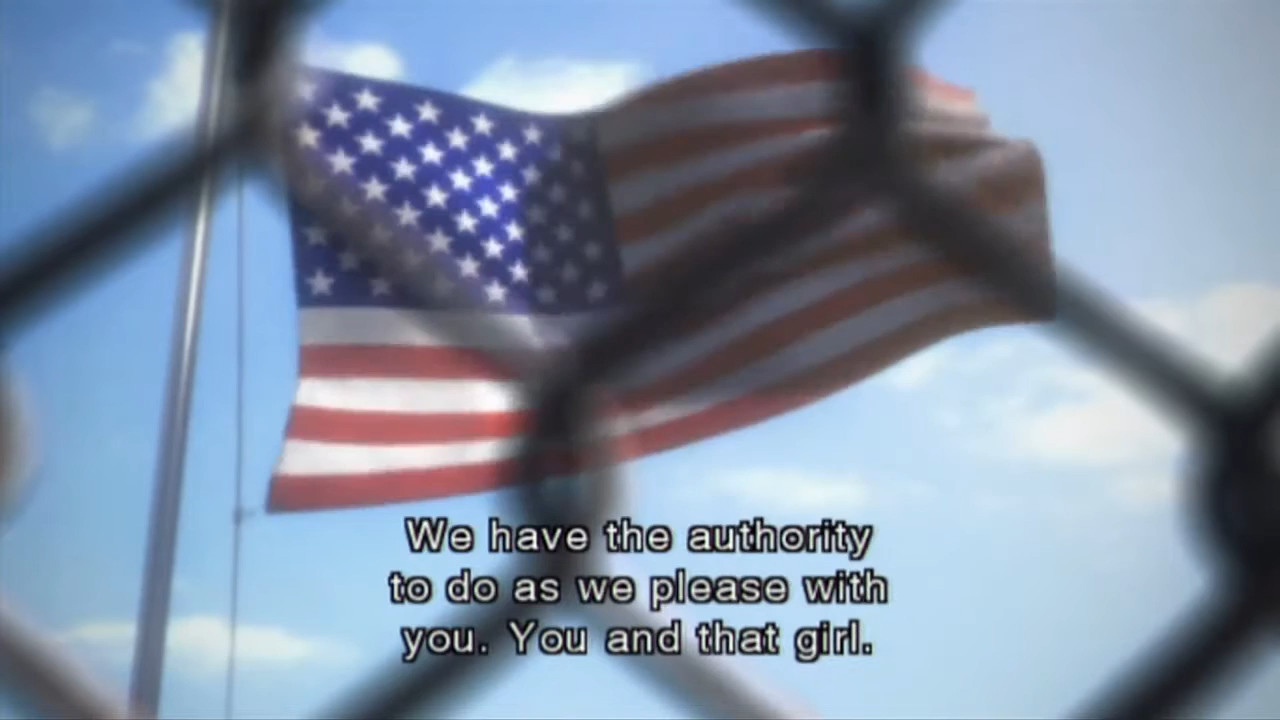 We have the authority
to do as we please with
you. You and that girl.